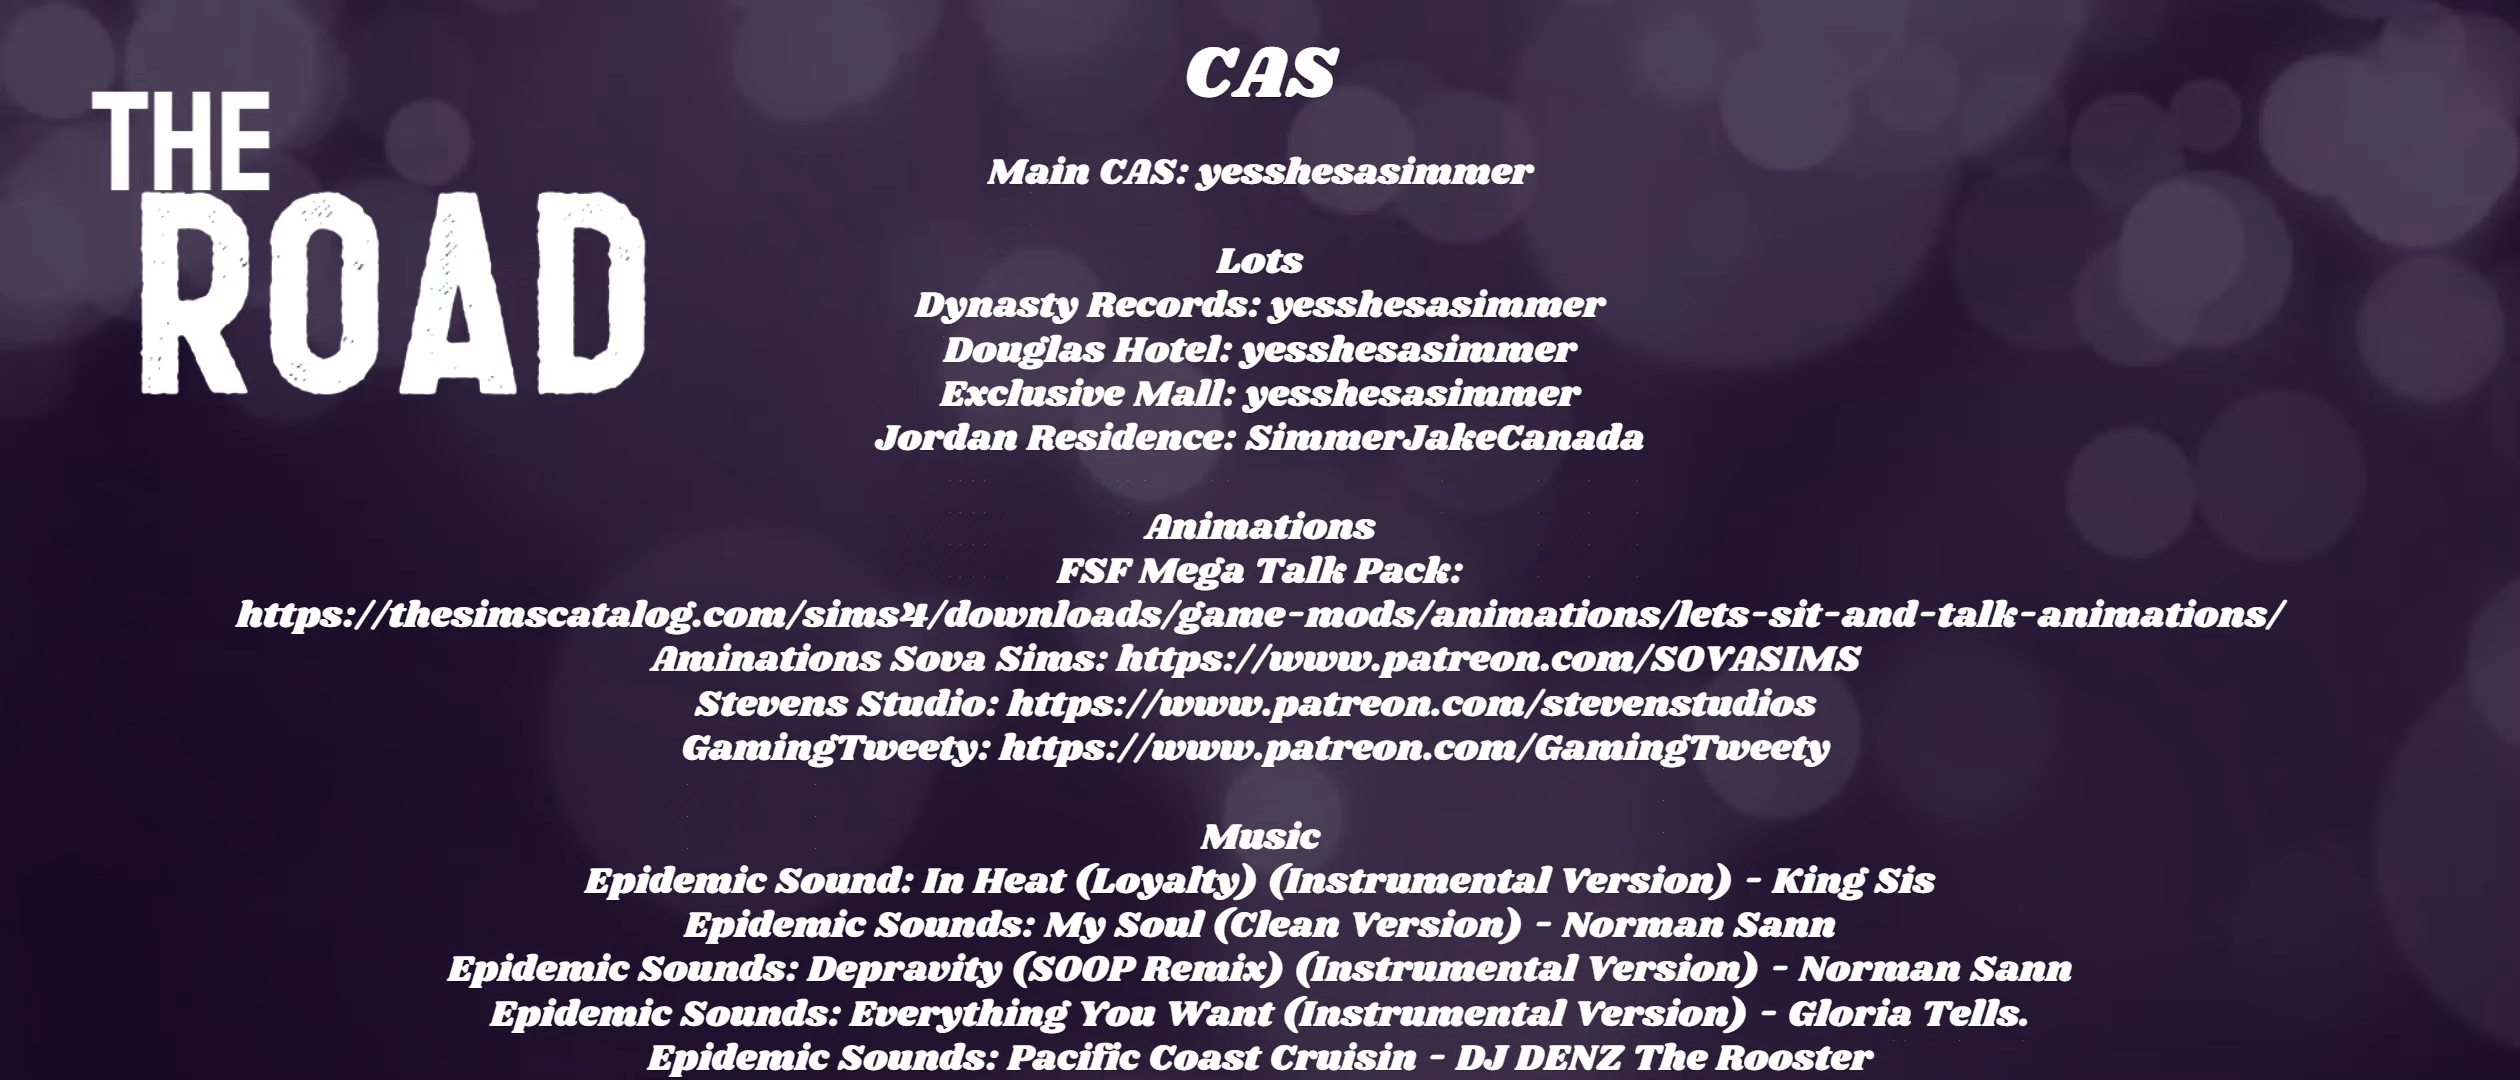 THE
ROAD
CAS
Main CAS: yesshesasimmer
Lots
Dynasty Records: yesshesasimmer
Douglas Hotel: yesshesasimmer
Exclusive Mall: yesshesasimmer
Jordan Residence: SimmerJakeCanada
Animations
FSF Mega Talk Pack:
https://thesimscatalog.com/sims4/downloads/game-mods/animations/lets-sit-and-talk-animations/
Aminations Sova Sims: https://www.patreon.com/SOVASIMS
Stevens Studio: https://www.patreon.com/stevenstudios
GamingTweety: https://www.patreon.com/GamingTweety
Music
Epidemic Sound: In Heat (Loyalty) (Instrumental Version) - King Sis
Epidemic Sounds: My Soul (Clean Version) - Norman Sann
Epidemic Sounds: Depravity (SOOP Remix) (Instrumental Version) - Norman Sann
Epidemic Sounds: Everything You Want (Instrumental Version) - Gloria Tells.
Epidemic Sounds: Pacific Coast Cruisin - DJ DENZ The Rooster